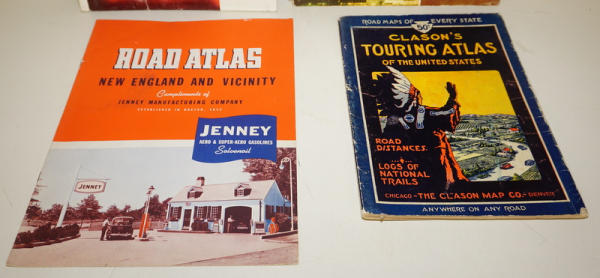 ROAD ATLAS
NEW ENGLAND AND VICINITY
Compliments of
JENNEY MANUFACTURING COMPANY
ESTABLISHED IN BOSTON, 1812
JENNEY
AERO & SUPER-AERO GASOLINES
Solvenoil
JENNEY
ROAD MAPS OF EVERY STATE
50¢
CLASON'S
TOURING ATLAS
OF THE UNITED STATES
ROAD
DISTANCES
LOGS OF
NATIONAL
TRAILS
CHICAGO - THE CLASON MAP CO. - DENVER
ANYWHERE ON ANY ROAD